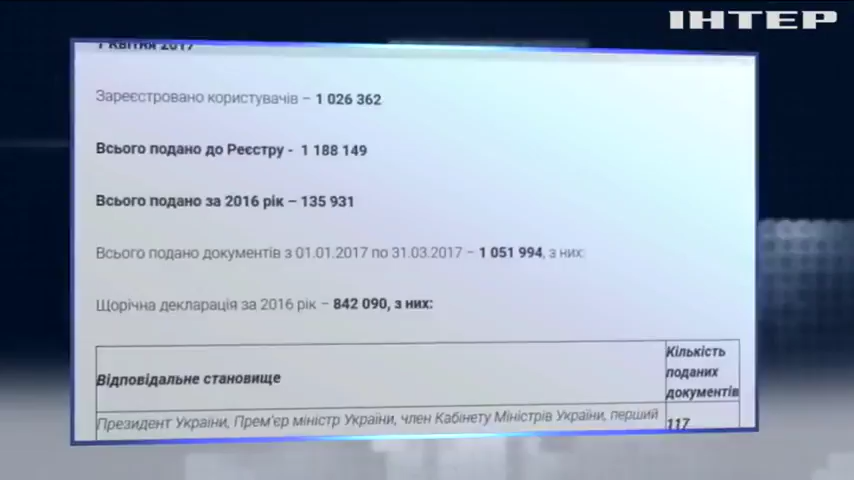 ІНТЕР
1 КВІТНЯ 2017
Зареєстровано користувачів – 1 026 362
Всього подано до Реєстру - 1 188 149
Всього подано за 2016 рік – 135 931
Всього подано документів з 01.01.2017 по 31.03.2017 – 1 051 994, з них:
Щорічна декларація за 2016 рік – 842 090, з них:
Кількість
Відповідальне становище
поданих
документів
Президент України, Прем'єр міністр України, член Кабінету Міністрів України, перший
117